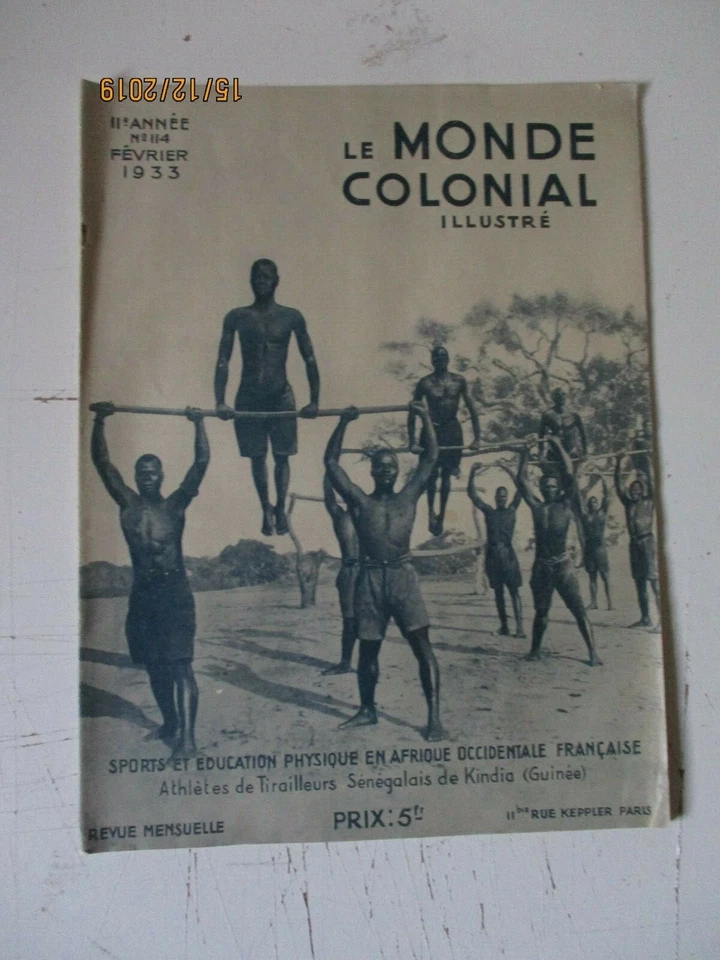 15/12/2019
11e ANNÉE
No 114
FÉVRIER
1933
LE MONDE
COLONIAL
ILLUSTRÉ
SPORTS ET EDUCATION PHYSIQUE EN AFRIQUE OCCIDENTALE FRANÇAISE
Athlètes de Tirailleurs Sénégalais de Kindia (Guinée)
REVUE MENSUELLE
PRIX: 5fr
11bis RUE KEPPLER PARIS